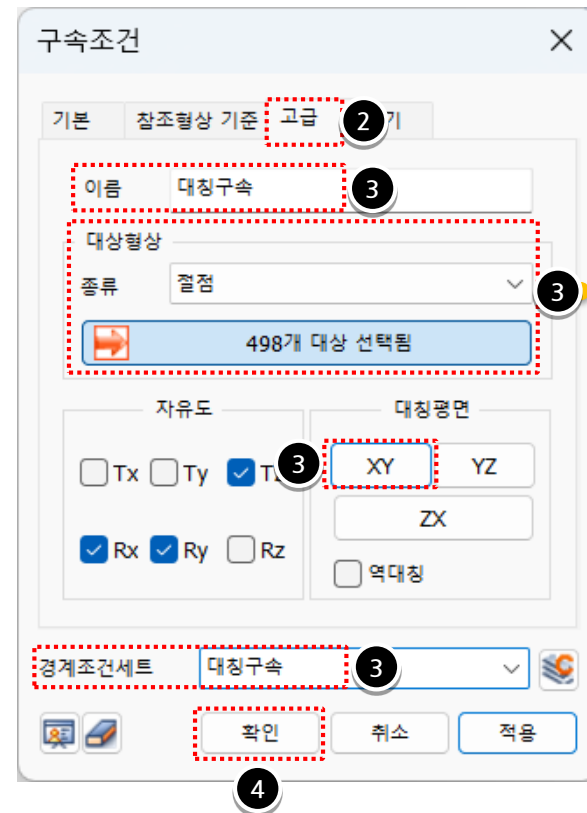 구속조건
기본 참조형상 기준 고급 2
이름 대칭구속 3
대상형상
종류 절점 3
498개 대상 선택됨
자유도 대칭평면
Tx Ty 3 XY YZ
ZX
Rx Ry Rz
역대칭
경계조건세트 대칭구속 3
확인 취소 적용
4